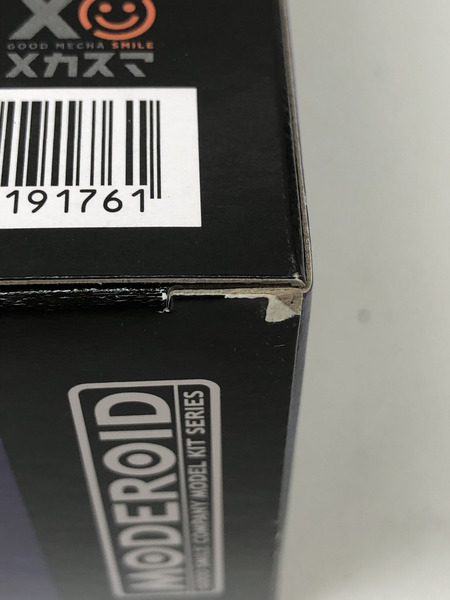 GOOD MECHA SMILE
メカスマ
191761
MODEROID
GOOD SMILE COMPANY MODEL KIT SERIES